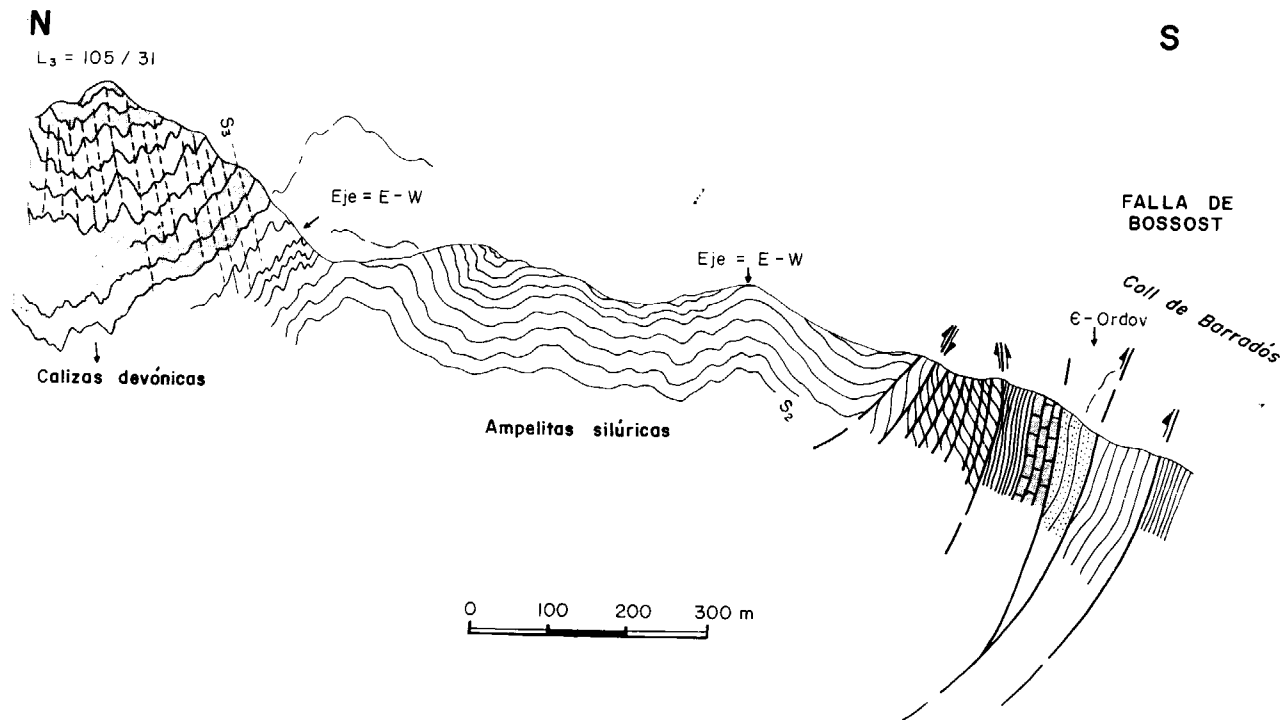 N
S
L₃ = 105 / 31
S₃
Eje = E - W
FALLA DE
BOSSOST
Eje = E - W
Coll de Barradós
Є-Ordov
Calizas devónicas
S₂
Ampelitas silúricas
0 100 200 300 m